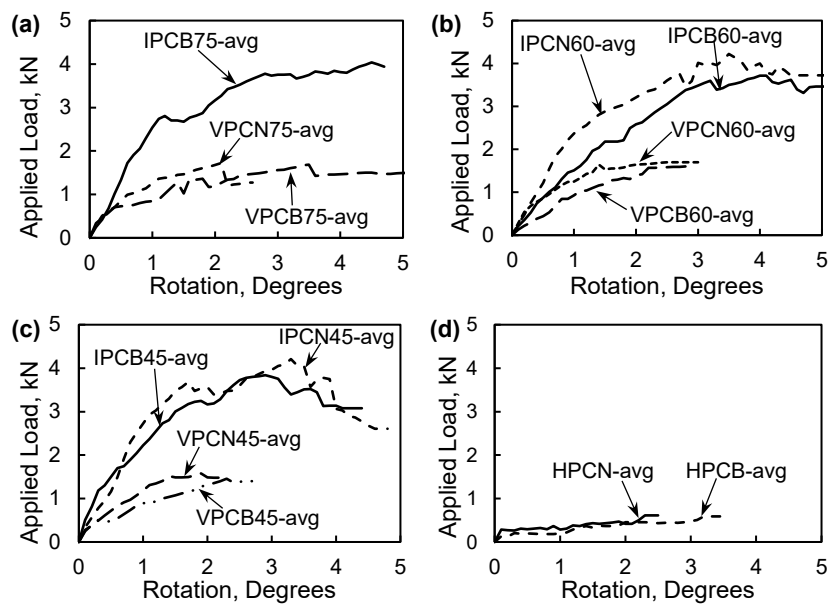 (a)
5
4
3
2
1
0
Applied Load, kN
IPCB75-avg
VPCN75-avg
VPCB75-avg
0 1 2 3 4 5
Rotation, Degrees
(b)
5
4
3
2
1
0
Applied Load, kN
IPCN60-avg
IPCB60-avg
VPCN60-avg
VPCB60-avg
0 1 2 3 4 5
Rotation, Degrees
(c)
5
4
3
2
1
0
Applied Load, kN
IPCN45-avg
IPCB45-avg
VPCN45-avg
VPCB45-avg
0 1 2 3 4 5
Rotation, Degrees
(d)
5
4
3
2
1
0
Applied Load, kN
HPCN-avg HPCB-avg
0 1 2 3 4 5
Rotation, Degrees